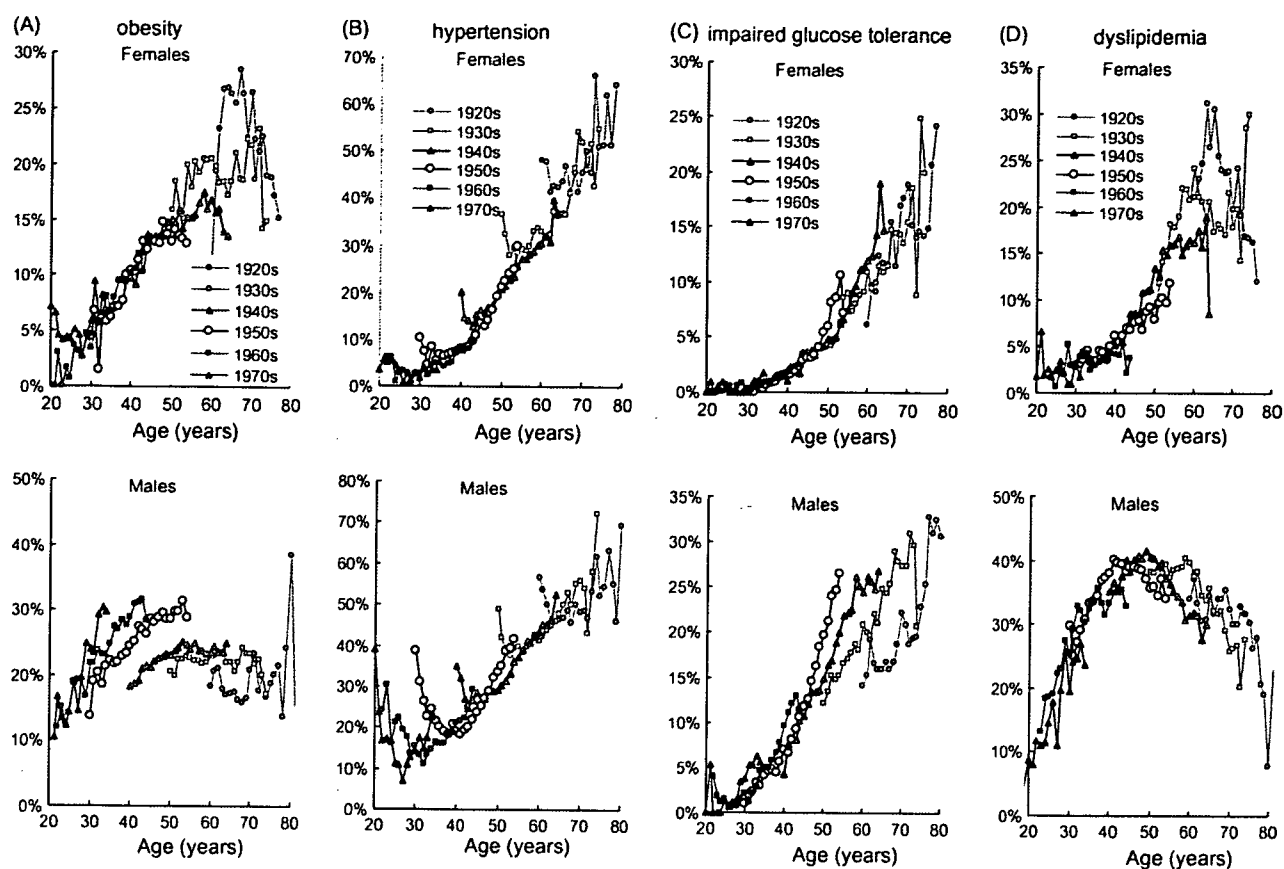 (A) obesity
Females
30%
25%
20%
15%
10%
5%
0%
1920s
1930s
1940s
1950s
1960s
1970s
20 30 40 50 60 70 80
Age (years)
(B) hypertension
Females
70%
60%
50%
40%
30%
20%
10%
0%
1920s
1930s
1940s
1950s
1960s
1970s
20 30 40 50 60 70 80
Age (years)
(C) impaired glucose tolerance
Females
30%
25%
20%
15%
10%
5%
0%
1920s
1930s
1940s
1950s
1960s
1970s
20 30 40 50 60 70 80
Age (years)
(D) dyslipidemia
Females
35%
30%
25%
20%
15%
10%
5%
0%
1920s
1930s
1940s
1950s
1960s
1970s
20 30 40 50 60 70 80
Age (years)
Males
50%
40%
30%
20%
10%
0%
20 30 40 50 60 70 80
Age (years)
Males
80%
70%
60%
50%
40%
30%
20%
10%
0%
20 30 40 50 60 70 80
Age (years)
Males
35%
30%
25%
20%
15%
10%
5%
0%
20 30 40 50 60 70 80
Age (years)
Males
50%
40%
30%
20%
10%
0%
20 30 40 50 60 70 80
Age (years)